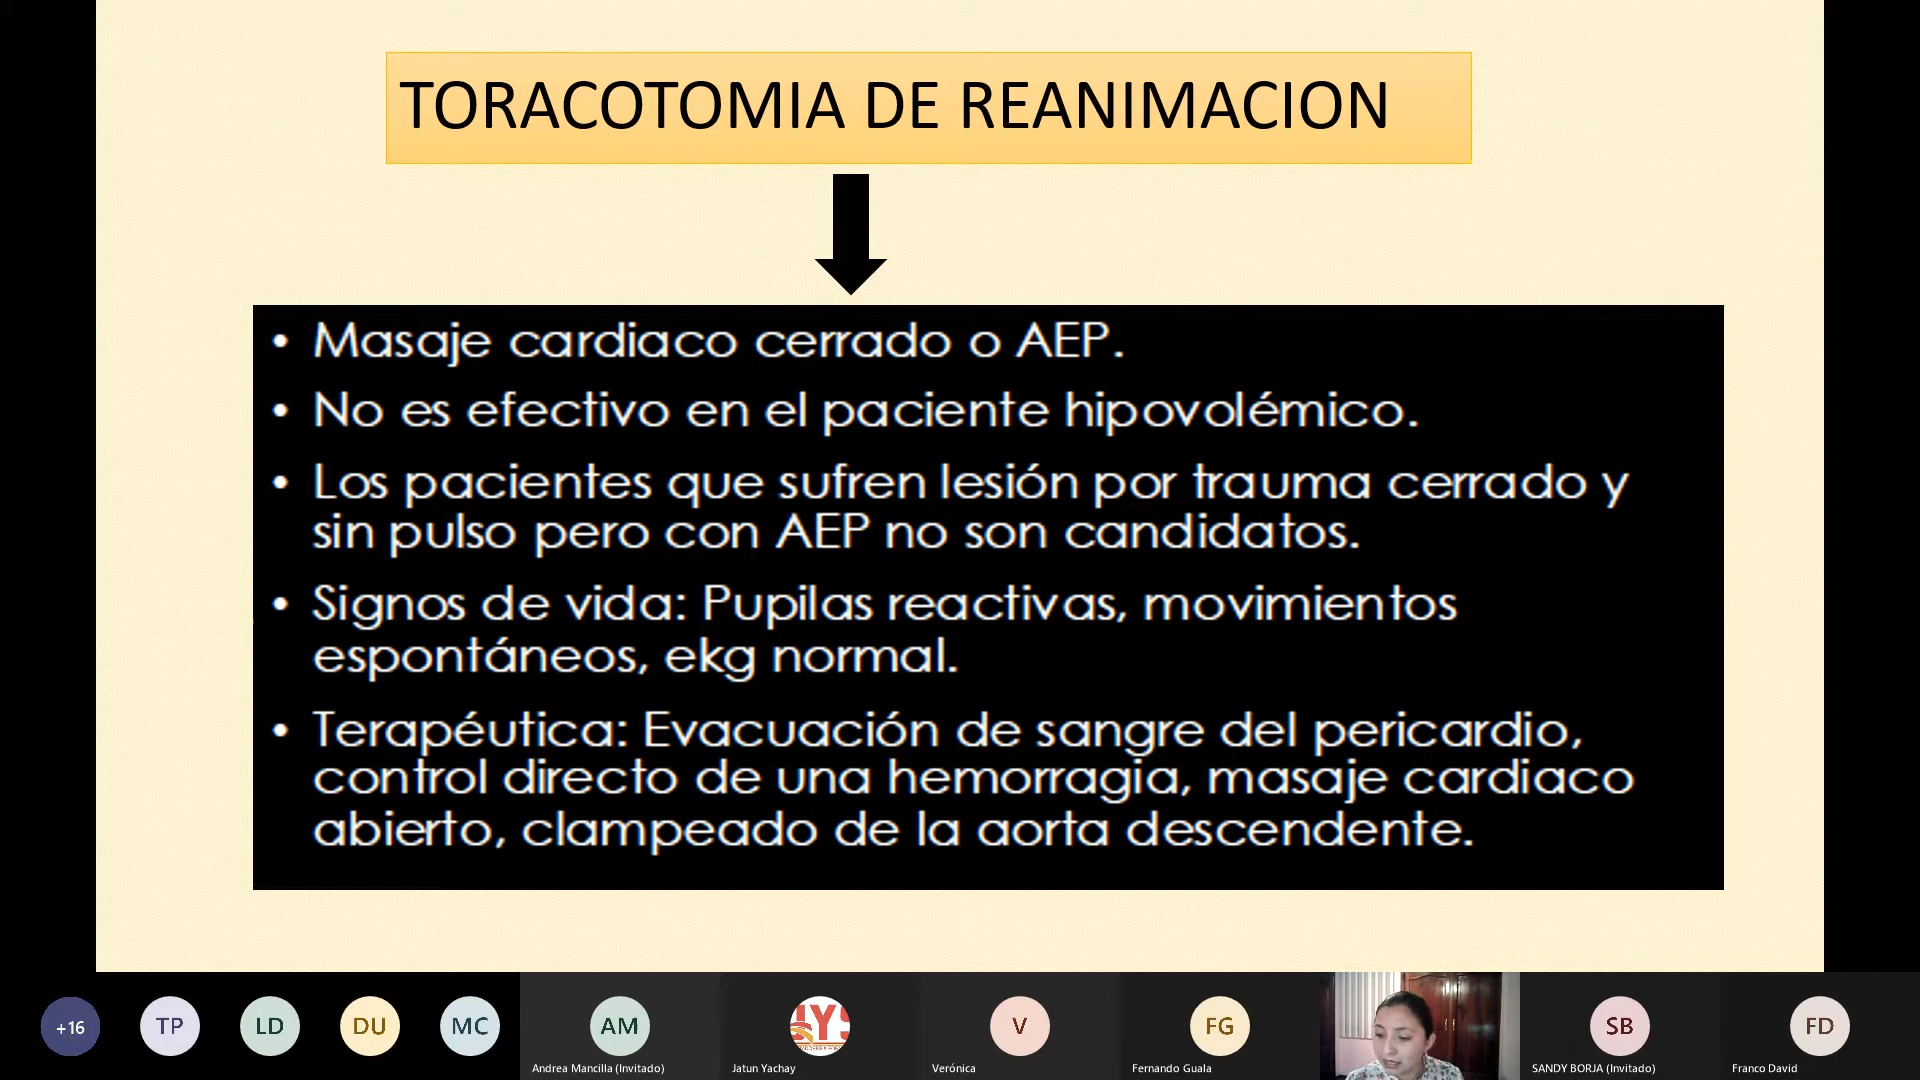 TORACOTOMIA DE REANIMACION
• Masaje cardiaco cerrado o AEP.
• No es efectivo en el paciente hipovolémico.
• Los pacientes que sufren lesión por trauma cerrado y
sin pulso pero con AEP no son candidatos.
• Signos de vida: Pupilas reactivas, movimientos
espontáneos, ekg normal.
• Terapéutica: Evacuación de sangre del pericardio,
control directo de una hemorragia, masaje cardiaco
abierto, clampeado de la aorta descendente.
+16
TP
LD
DU
MC
AM
V
FG
SB
FD
Andrea Mancilla (Invitado)
Jatun Yachay
Verónica
Fernando Guala
SANDY BORJA (Invitado)
Franco David